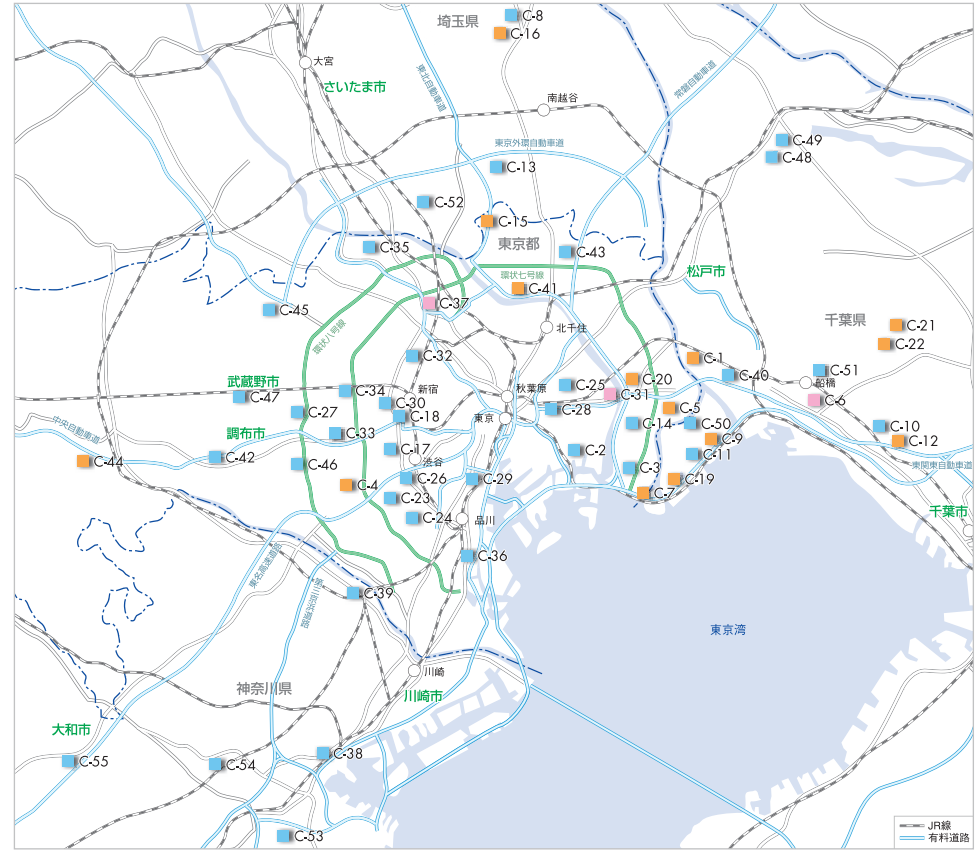 埼玉県
C-8
C-16
大宮
さいたま市
東北自動車道
南越谷
常磐自動車道
東京外環自動車道
C-49
C-48
C-13
C-52
C-15
東京都
C-35
C-43
環状七号線
松戸市
C-41
C-37
C-45
北千住
千葉県
C-21
C-22
環状八号線
C-32
C-1
C-40
C-51
船橋
武蔵野市
C-47
C-34
新宿
秋葉原
C-25
C-20
C-31
C-6
C-30
C-27
C-18
東京
C-28
C-5
C-14
C-50
C-10
中央自動車道
調布市
C-33
C-9
C-12
C-44
C-42
C-17
C-2
C-11
C-46
渋谷
C-3
東関東自動車道
C-4
C-26
C-29
C-19
C-23
C-7
C-24
品川
千葉市
C-36
東名高速道路
第三京浜道路
C-39
東京湾
川崎
神奈川県
川崎市
大和市
C-55
C-54
C-38
C-53
JR線
有料道路